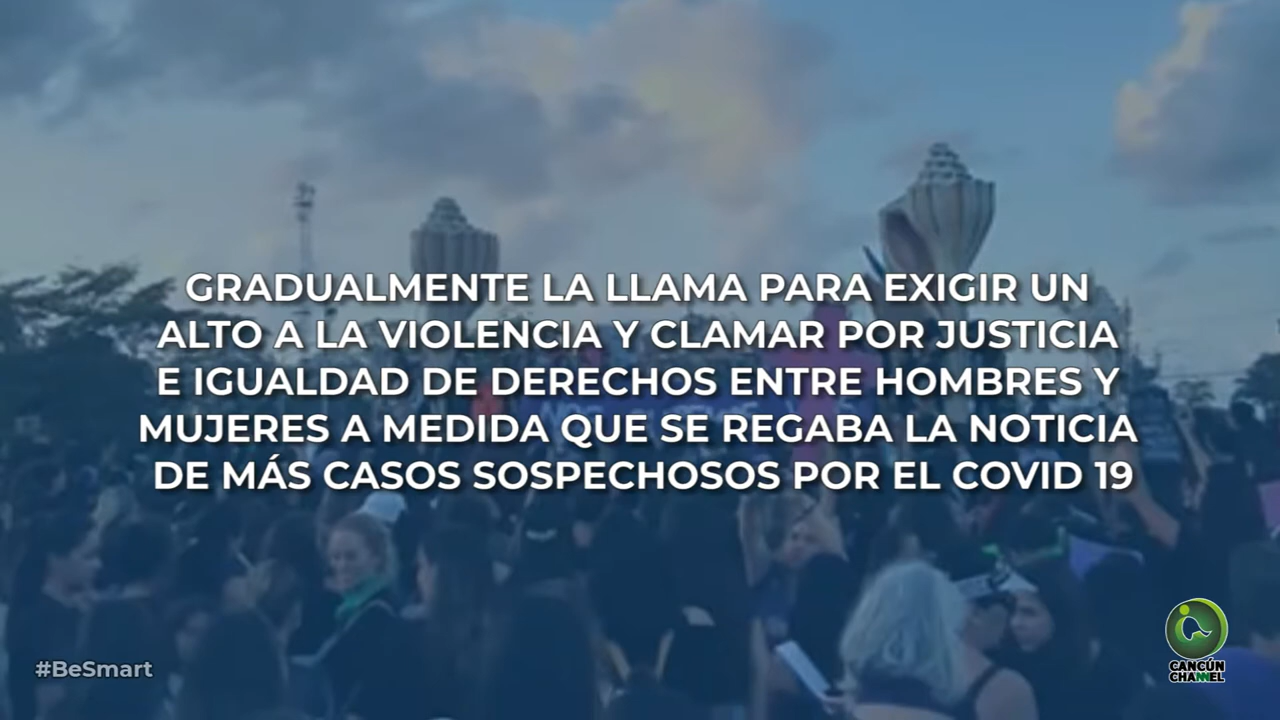 GRADUALMENTE LA LLAMA PARA EXIGIR UN
ALTO A LA VIOLENCIA Y CLAMAR POR JUSTICIA
E IGUALDAD DE DERECHOS ENTRE HOMBRES Y
MUJERES A MEDIDA QUE SE REGABA LA NOTICIA
DE MÁS CASOS SOSPECHOSOS POR EL COVID 19
#BeSmart
CANCÚN
CHANNEL